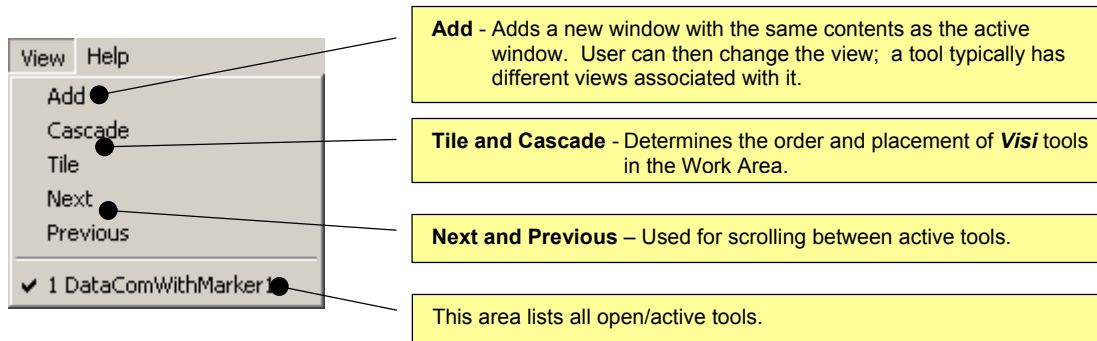 View Help
Add
Cascade
Tile
Next
Previous
✔ 1 DataComWithMarker1
Add - Adds a new window with the same contents as the active
window. User can then change the view; a tool typically has
different views associated with it.
Tile and Cascade - Determines the order and placement of Visi tools
in the Work Area.
Next and Previous – Used for scrolling between active tools.
This area lists all open/active tools.